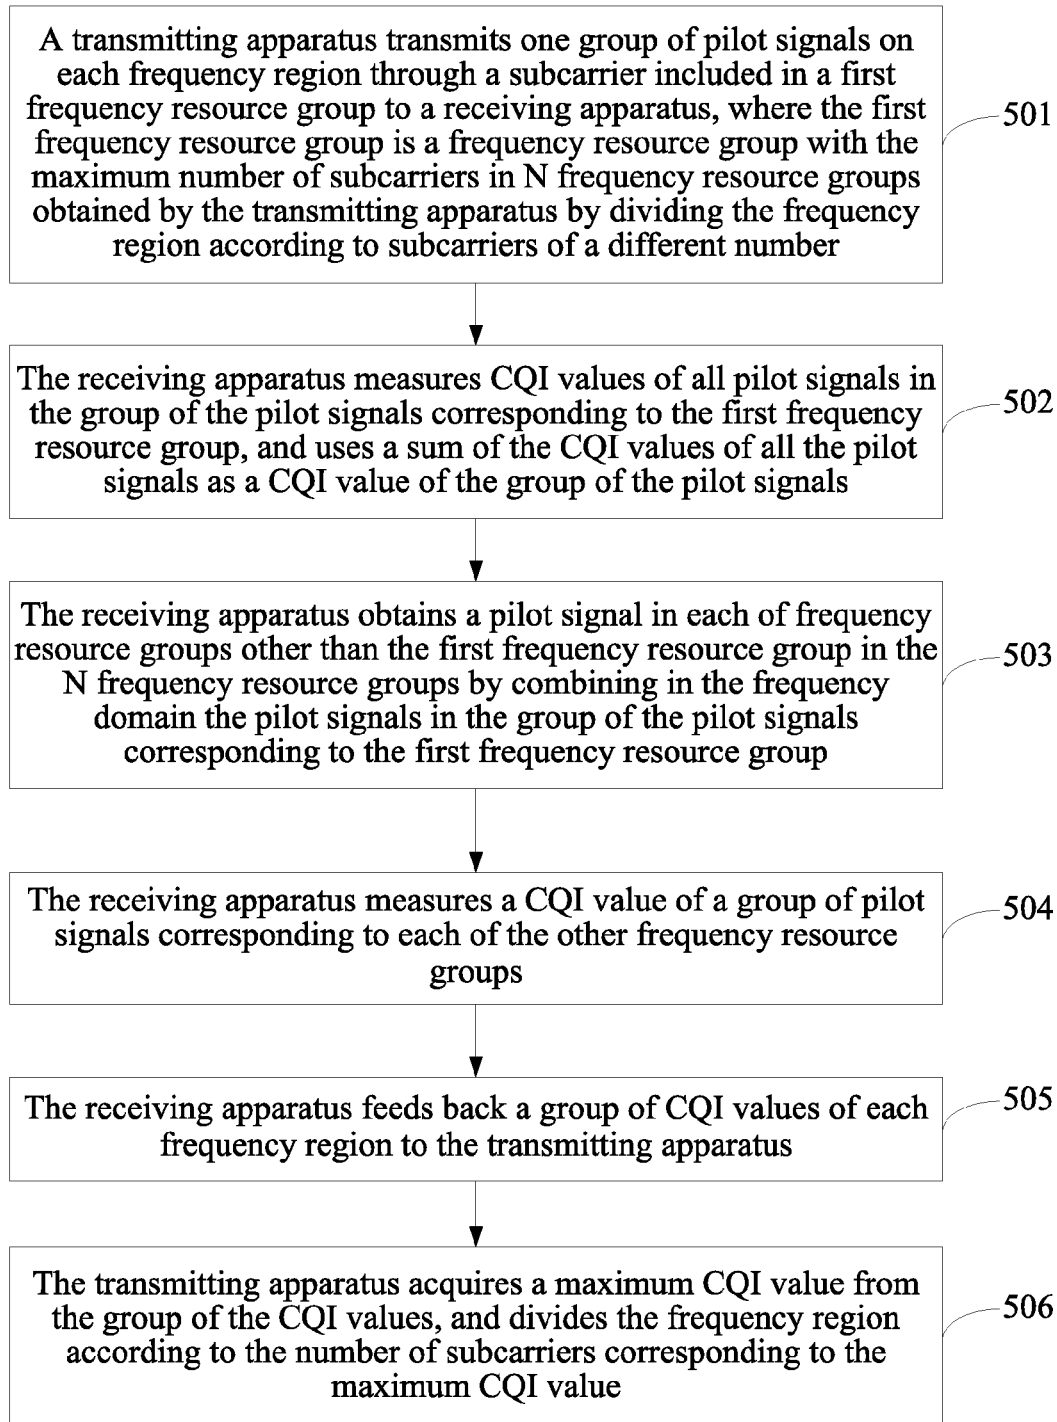 A transmitting apparatus transmits one group of pilot signals on
each frequency region through a subcarrier included in a first
frequency resource group to a receiving apparatus, where the first
frequency resource group is a frequency resource group with the
maximum number of subcarriers in N frequency resource groups
obtained by the transmitting apparatus by dividing the frequency
region according to subcarriers of a different number
501
The receiving apparatus measures CQI values of all pilot signals in
the group of the pilot signals corresponding to the first frequency
resource group, and uses a sum of the CQI values of all the pilot
signals as a CQI value of the group of the pilot signals
502
The receiving apparatus obtains a pilot signal in each of frequency
resource groups other than the first frequency resource group in the
N frequency resource groups by combining in the frequency
domain the pilot signals in the group of the pilot signals
corresponding to the first frequency resource group
503
The receiving apparatus measures a CQI value of a group of pilot
signals corresponding to each of the other frequency resource
groups
504
The receiving apparatus feeds back a group of CQI values of each
frequency region to the transmitting apparatus
505
The transmitting apparatus acquires a maximum CQI value from
the group of the CQI values, and divides the frequency region
according to the number of subcarriers corresponding to the
maximum CQI value
506